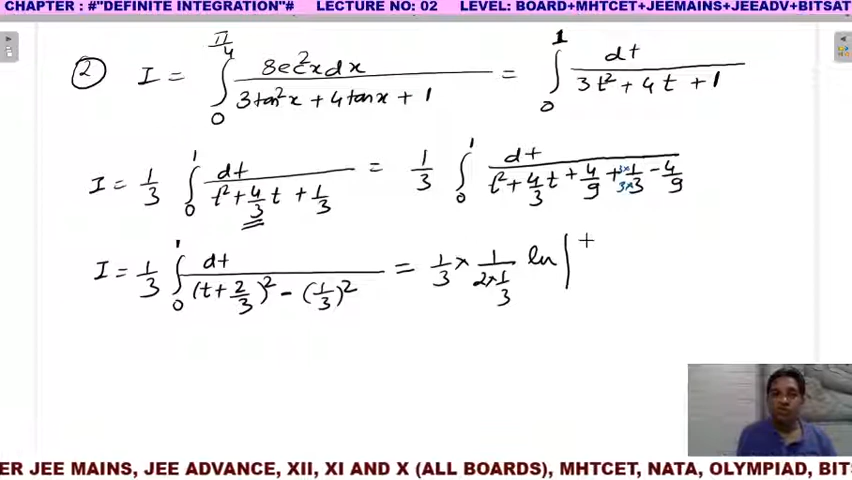 CHAPTER : #"DEFINITE INTEGRATION"# LECTURE NO: 02 LEVEL: BOARD+MHTCET+JEEMAINS+JEEADV+BITSAT
② I = ∫₀^{π/4} sec²x dx / (3tan²x + 4tanx + 1) = ∫₀¹ dt / (3t² + 4t + 1)
I = 1/3 ∫₀¹ dt / (t² + 4/3 t + 1/3) = 1/3 ∫₀¹ dt / (t² + 4/3 t + 4/9 + 3×1/3×3 - 4/9)
I = 1/3 ∫₀¹ dt / ((t + 2/3)² - (1/3)²) = 1/3 × 1/(2×1/3) ln | t
ER JEE MAINS, JEE ADVANCE, XII, XI AND X (ALL BOARDS), MHTCET, NATA, OLYMPIAD, BITS